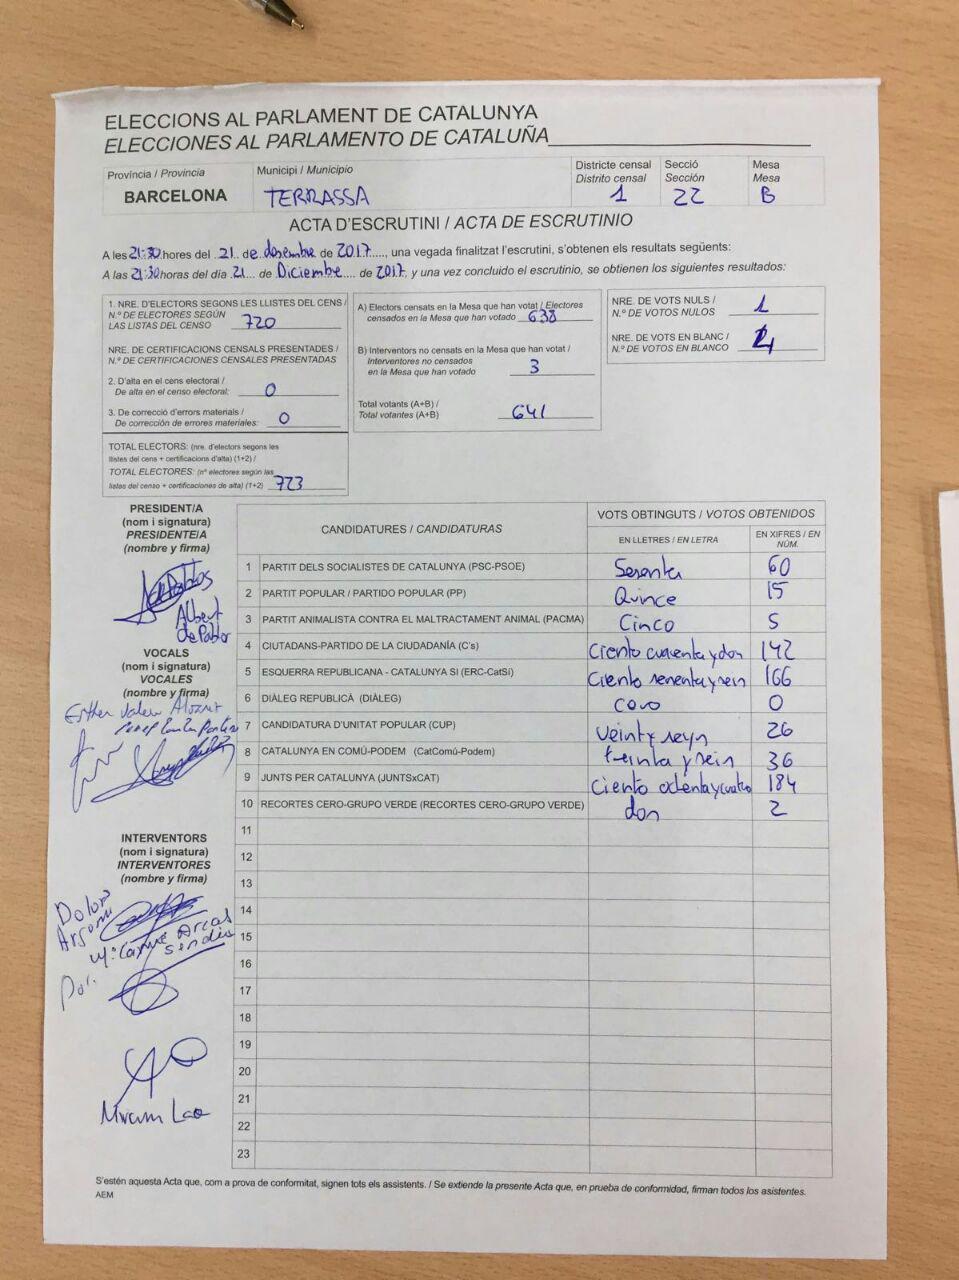 ELECCIONS AL PARLAMENT DE CATALUNYA
ELECCIONES AL PARLAMENTO DE CATALUÑA
Província / Provincia
BARCELONA
Municipi / Municipio
TERRASSA
Districte censal
Distrito censal
1
Secció
Sección
22
Mesa
Mesa
B
ACTA D'ESCRUTINI / ACTA DE ESCRUTINIO
A les 21:30 hores del 21 de desembre de 2017, una vegada finalitzat l'escrutini, s'obtenen els resultats següents:
A las 21:30 horas del día 21 de Diciembre de 2017 y una vez concluido el escrutinio, se obtienen los siguientes resultados:
1. NRE. D'ELECTORS SEGONS LES LLISTES DEL CENS /
N.º DE ELECTORES SEGÚN
LAS LISTAS DEL CENSO 720
NRE. DE CERTIFICACIONS CENSALS PRESENTADES /
N.º DE CERTIFICACIONES CENSALES PRESENTADAS
2. D'alta en el cens electoral /
De alta en el censo electoral: 0
3. De correcció d'errors materials /
De corrección de errores materiales: 0
TOTAL ELECTORS: (nre. d'electors segons les
llistes del cens + certificacions d'alta) (1+2) /
TOTAL ELECTORES: (nº electores según las
listas del censo + certificaciones de alta) (1+2) 723
A) Electors censats en la Mesa que han votat / Electores
censados en la Mesa que han votado 638
B) Interventors no censats en la Mesa que han votat /
Interventores no censados
en la Mesa que han votado 3
Total votants (A+B) /
Total votantes (A+B) 641
NRE. DE VOTS NULS /
N.º DE VOTOS NULOS 1
NRE. DE VOTS EN BLANC /
N.º DE VOTOS EN BLANCO 4
PRESIDENT/A
(nom i signatura)
PRESIDENTE/A
(nombre y firma)
Albert
de Pablos
VOCALS
(nom i signatura)
VOCALES
(nombre y firma)
Esther
INTERVENTORS
(nom i signatura)
INTERVENTORES
(nombre y firma)
Mª Carme Arcas
Miriam Lao
CANDIDATURES / CANDIDATURAS
VOTS OBTINGUTS / VOTOS OBTENIDOS
EN LLETRES / EN LETRA
EN XIFRES / EN NÚM.
1 PARTIT DELS SOCIALISTES DE CATALUNYA (PSC-PSOE) Sesenta 60
2 PARTIT POPULAR / PARTIDO POPULAR (PP) Quince 15
3 PARTIT ANIMALISTA CONTRA EL MALTRACTAMENT ANIMAL (PACMA) Cinco 5
4 CIUTADANS-PARTIDO DE LA CIUDADANÍA (C's) Ciento cuarenta y dos 142
5 ESQUERRA REPUBLICANA - CATALUNYA SI (ERC-CatSí) Ciento sesenta y seis 166
6 DIÀLEG REPUBLICÀ (DIÀLEG) cero 0
7 CANDIDATURA D'UNITAT POPULAR (CUP) Veinty seys 26
8 CATALUNYA EN COMÚ-PODEM (CatComú-Podem) treinta y seis 36
9 JUNTS PER CATALUNYA (JUNTSxCAT) Ciento ochenta y cuatro 184
10 RECORTES CERO-GRUPO VERDE (RECORTES CERO-GRUPO VERDE) dos 2
11
12
13
14
15
16
17
18
19
20
21
22
23
S'estén aquesta Acta que, com a prova de conformitat, signen tots els assistents. / Se extiende la presente Acta que, en prueba de conformidad, firman todos los asistentes.
AEM